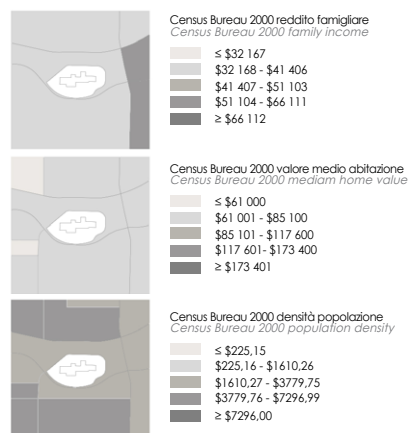 Census Bureau 2000 reddito famigliare
Census Bureau 2000 family income
≤ $32 167
$32 168 - $41 406
$41 407 - $51 103
$51 104 - $66 111
≥ $66 112
Census Bureau 2000 valore medio abitazione
Census Bureau 2000 mediam home value
≤ $61 000
$61 001 - $85 100
$85 101 - $117 600
$117 601- $173 400
≥ $173 401
Census Bureau 2000 densità popolazione
Census Bureau 2000 population density
≤ $225,15
$225,16 - $1610,26
$1610,27 - $3779,75
$3779,76 - $7296,99
≥ $7296,00